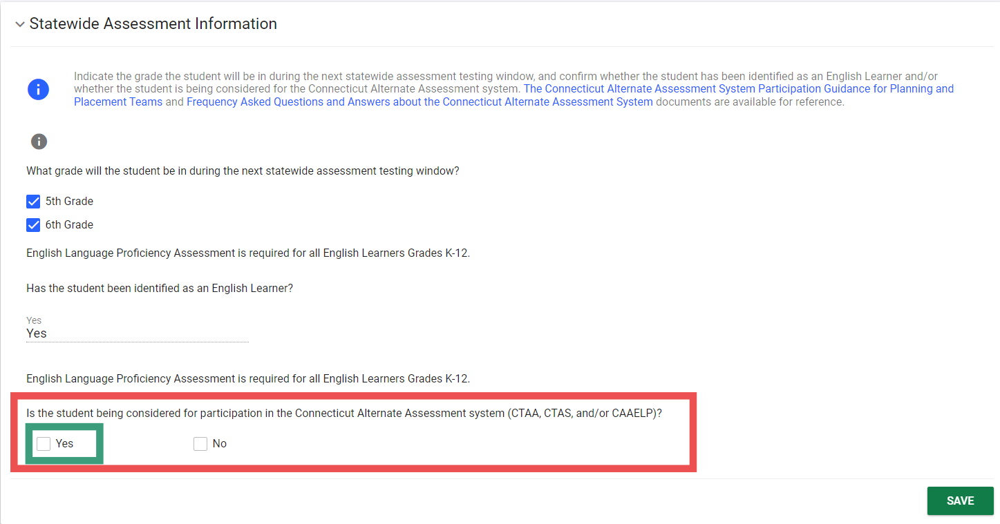 Statewide Assessment Information
Indicate the grade the student will be in during the next statewide assessment testing window, and confirm whether the student has been identified as an English Learner and/or
whether the student is being considered for the Connecticut Alternate Assessment system. The Connecticut Alternate Assessment System Participation Guidance for Planning and
Placement Teams and Frequency Asked Questions and Answers about the Connecticut Alternate Assessment System documents are available for reference.
What grade will the student be in during the next statewide assessment testing window?
5th Grade
6th Grade
English Language Proficiency Assessment is required for all English Learners Grades K-12.
Has the student been identified as an English Learner?
Yes
Yes
English Language Proficiency Assessment is required for all English Learners Grades K-12.
Is the student being considered for participation in the Connecticut Alternate Assessment system (CTAA, CTAS, and/or CAAELP)?
Yes No
SAVE